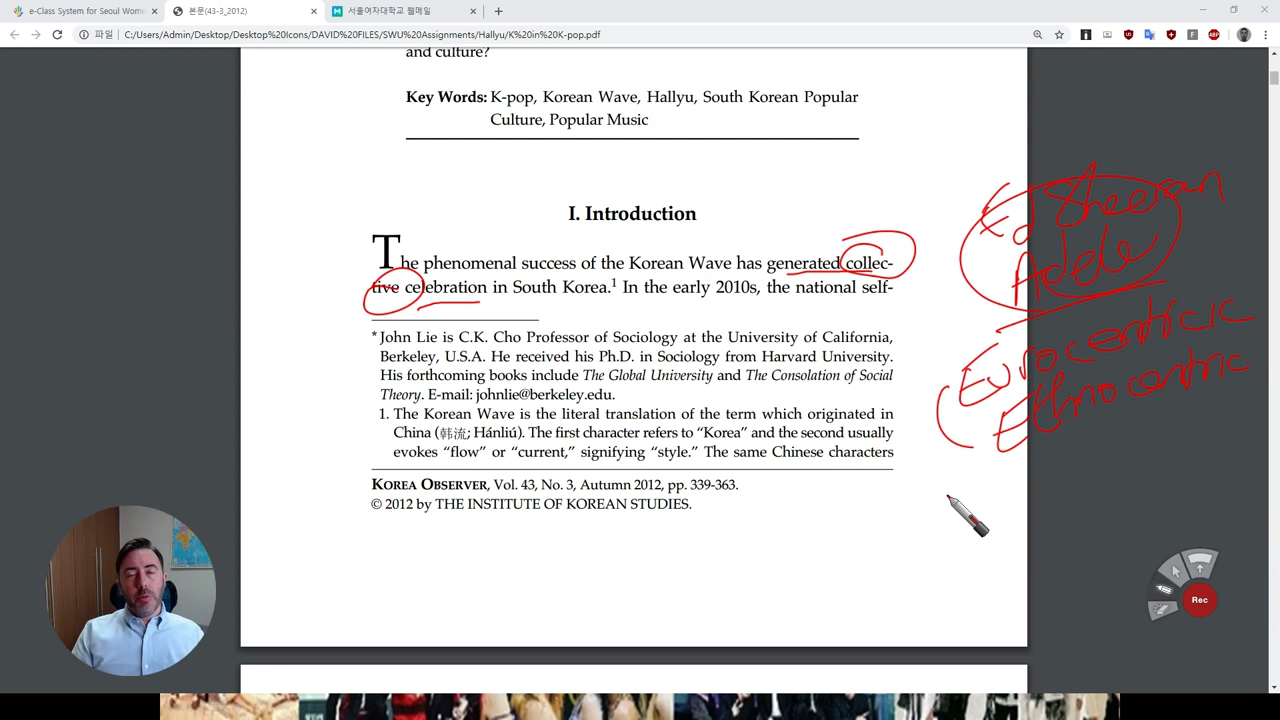 e-Class System for Seoul Wome
본문(43-3_2012)
서울여자대학교 웹메일
파일
C:/Users/Admin/Desktop/Desktop%20Icons/DAVID%20FILES/SWU%20Assignments/Hallyu/K%20in%20K-pop.pdf
and culture?
Key Words: K-pop, Korean Wave, Hallyu, South Korean Popular
Culture, Popular Music
I. Introduction
The phenomenal success of the Korean Wave has generated collec-
tive celebration in South Korea.1 In the early 2010s, the national self-
* John Lie is C.K. Cho Professor of Sociology at the University of California,
Berkeley, U.S.A. He received his Ph.D. in Sociology from Harvard University.
His forthcoming books include The Global University and The Consolation of Social
Theory. E-mail: johnlie@berkeley.edu.
1. The Korean Wave is the literal translation of the term which originated in
China (韩流; Hánliú). The first character refers to “Korea” and the second usually
evokes “flow” or “current,” signifying “style.” The same Chinese characters
KOREA OBSERVER, Vol. 43, No. 3, Autumn 2012, pp. 339-363.
© 2012 by THE INSTITUTE OF KOREAN STUDIES.
Ed Sheeran
Adele
Eurocentric
Ethnocentric
Rec